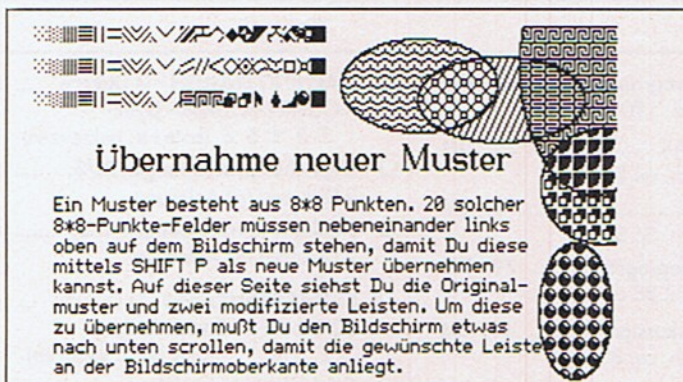 Übernahme neuer Muster
Ein Muster besteht aus 8*8 Punkten. 20 solcher
8*8-Punkte-Felder müssen nebeneinander links
oben auf dem Bildschirm stehen, damit Du diese
mittels SHIFT P als neue Muster übernehmen
kannst. Auf dieser Seite siehst Du die Original-
muster und zwei modifizierte Leisten. Um diese
zu übernehmen, mußt Du den Bildschirm etwas
nach unten scrollen, damit die gewünschte Leiste
an der Bildschirmoberkante anliegt.